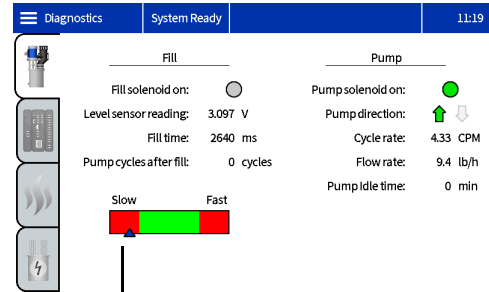 Diagnostics System Ready 11:19
Fill Pump
Fill solenoid on: Pump solenoid on:
Level sensor reading: 3.097 V Pump direction:
Fill time: 2640 ms Cycle rate: 4.33 CPM
Pump cycles after fill: 0 cycles Flow rate: 9.4 lb/h
Pump Idle time: 0 min
Slow Fast